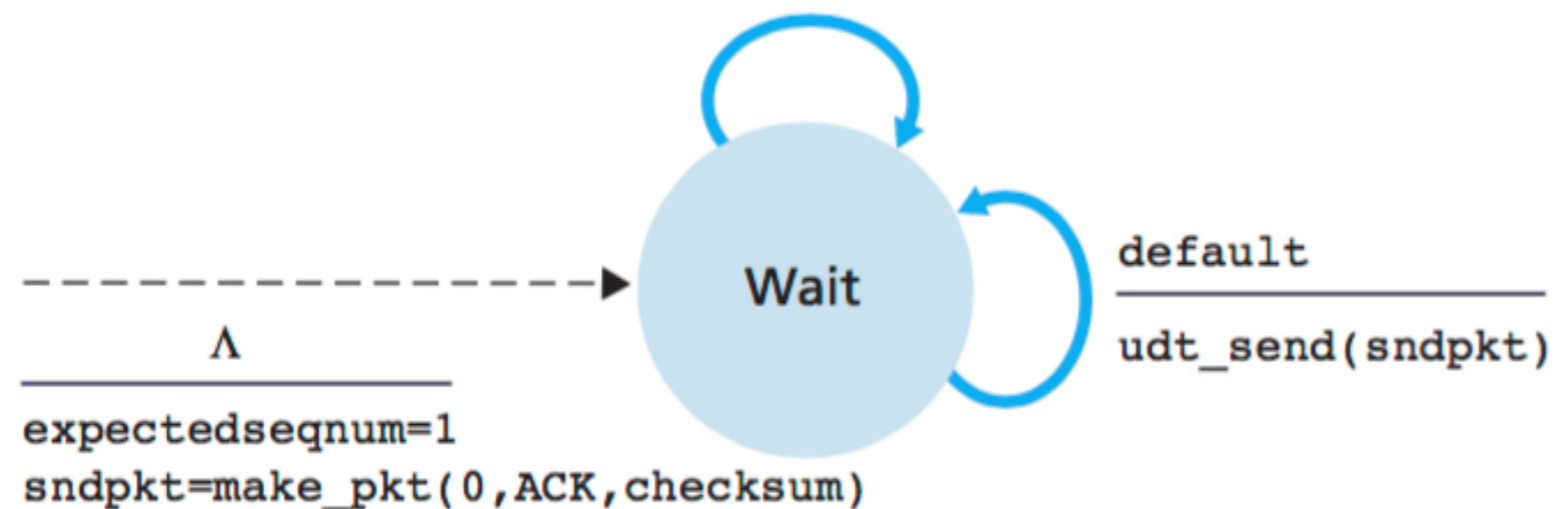 Wait
default
udt_send(sndpkt)
Λ
expectedseqnum=1
sndpkt=make_pkt(0,ACK,checksum)